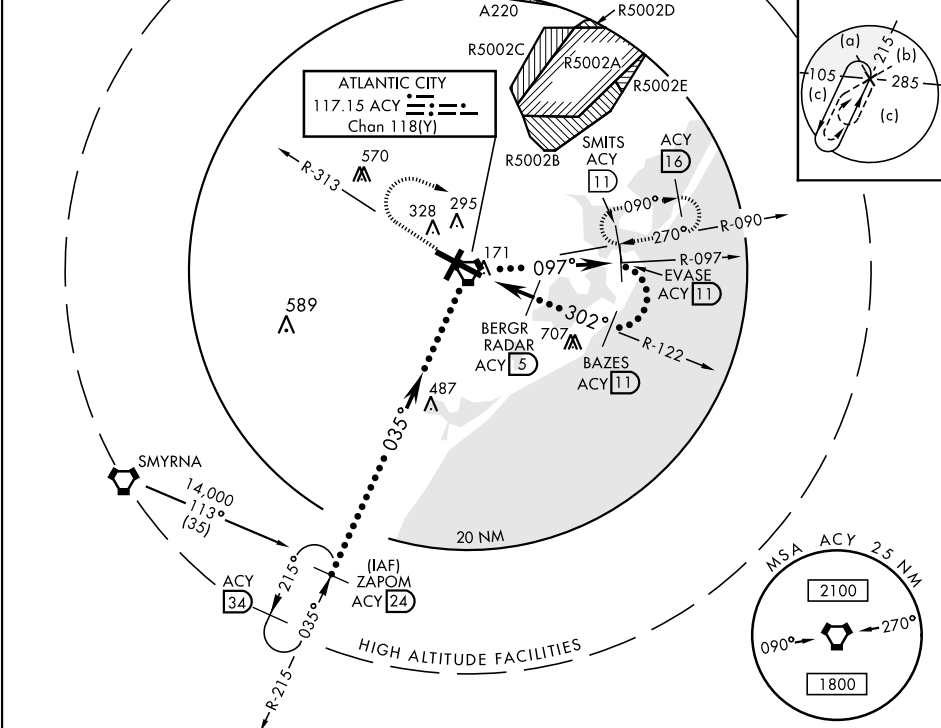 A220
R5002D
R5002C
R5002A
R5002E
R5002B
ATLANTIC CITY
117.15 ACY
Chan 118(Y)
(a)
215
(b)
105
285
(c)
(c)
SMITS
ACY
11
ACY
16
R-313
570
328
295
171
090°
270°
R-090
097°
R-097
EVASE
ACY 11
302°
BERGR
RADAR
ACY 5
707
BAZES
ACY 11
R-122
589
487
035°
SMYRNA
14,000
113°
(35)
20 NM
(IAF)
ZAPOM
ACY 24
215°
ACY
34
035°
R-215
HIGH ALTITUDE FACILITIES
MSA ACY 25 NM
2100
090°
270°
1800